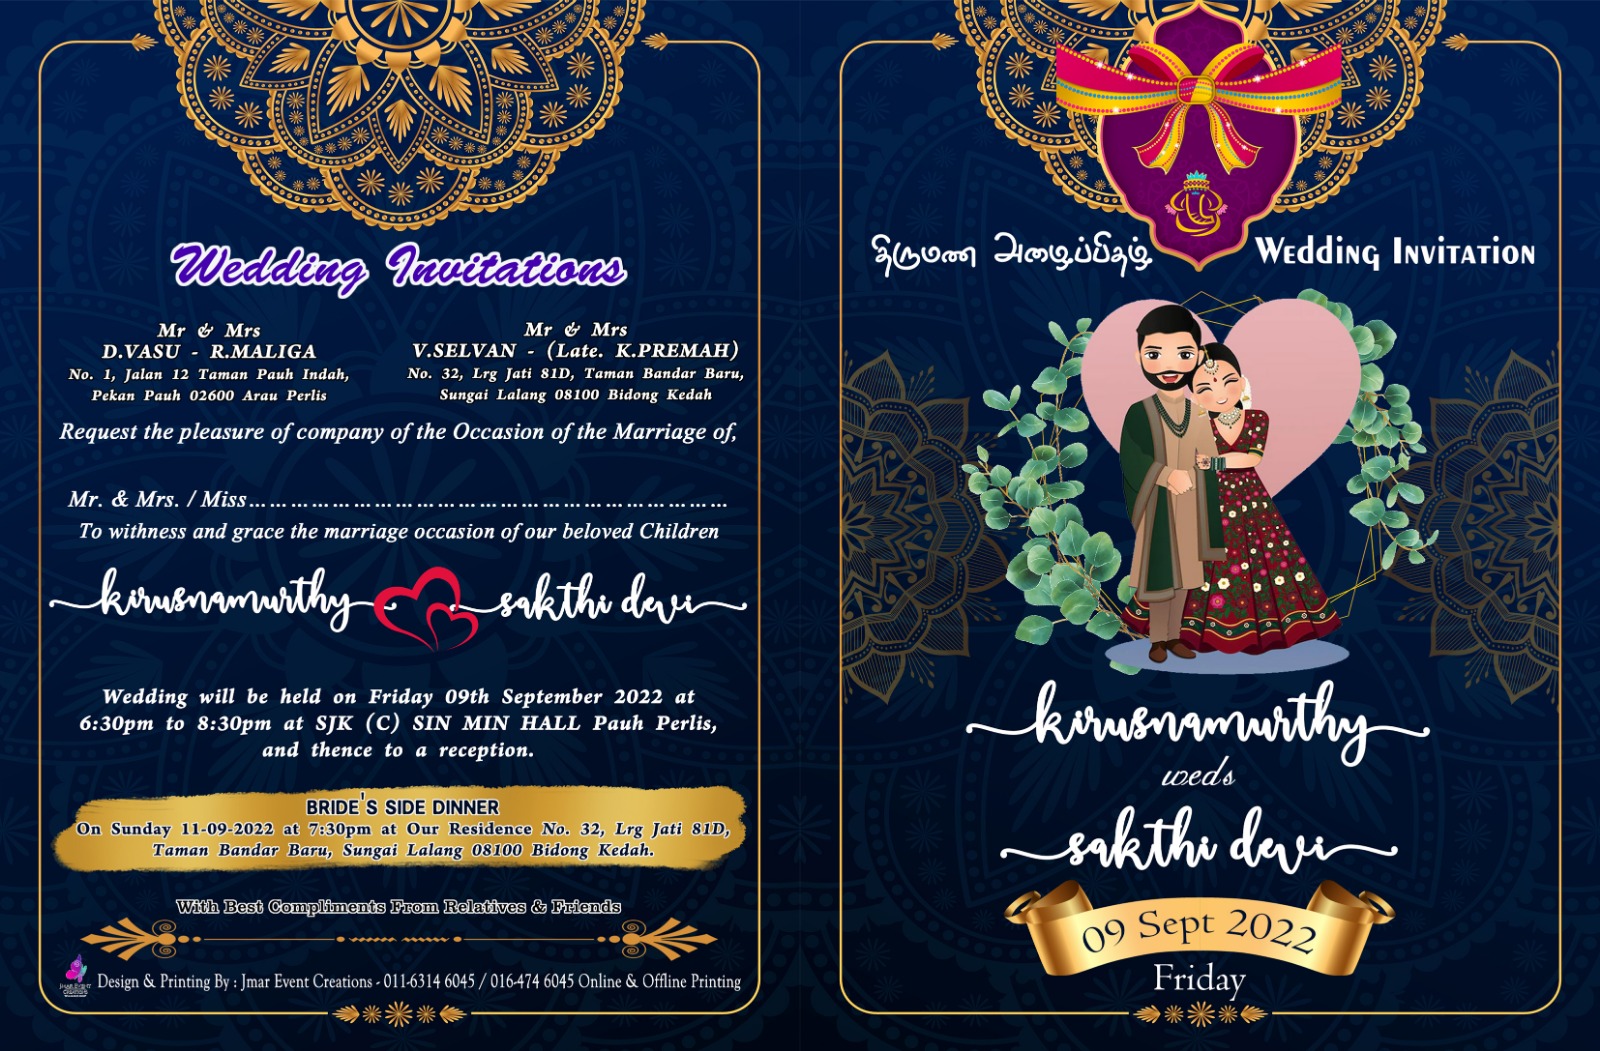 Wedding Invitations
Mr & Mrs
D.VASU - R.MALIGA
No. 1, Jalan 12 Taman Pauh Indah,
Pekan Pauh 02600 Arau Perlis
Mr & Mrs
V.SELVAN - (Late. K.PREMAH)
No. 32, Lrg Jati 81D, Taman Bandar Baru,
Sungai Lalang 08100 Bidong Kedah
Request the pleasure of company of the Occasion of the Marriage of,
Mr. & Mrs. / Miss.......................................................
To withness and grace the marriage occasion of our beloved Children
kirusnamurthy sakthi devi
Wedding will be held on Friday 09th September 2022 at
6:30pm to 8:30pm at SJK (C) SIN MIN HALL Pauh Perlis,
and thence to a reception.
BRIDE'S SIDE DINNER
On Sunday 11-09-2022 at 7:30pm at Our Residence No. 32, Lrg Jati 81D,
Taman Bandar Baru, Sungai Lalang 08100 Bidong Kedah.
With Best Compliments From Relatives & Friends
JMAR EVENT
CREATIONS
Design & Printing By : Jmar Event Creations - 011-6314 6045 / 016-474 6045 Online & Offline Printing
திருமண அழைப்பிதழ் Wedding Invitation
kirusnamurthy
weds
sakthi devi
09 Sept 2022
Friday